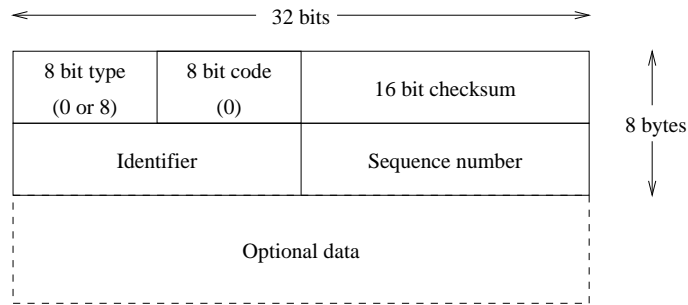 32 bits
8 bit type
(0 or 8)
8 bit code
(0)
16 bit checksum
8 bytes
Identifier
Sequence number
Optional data